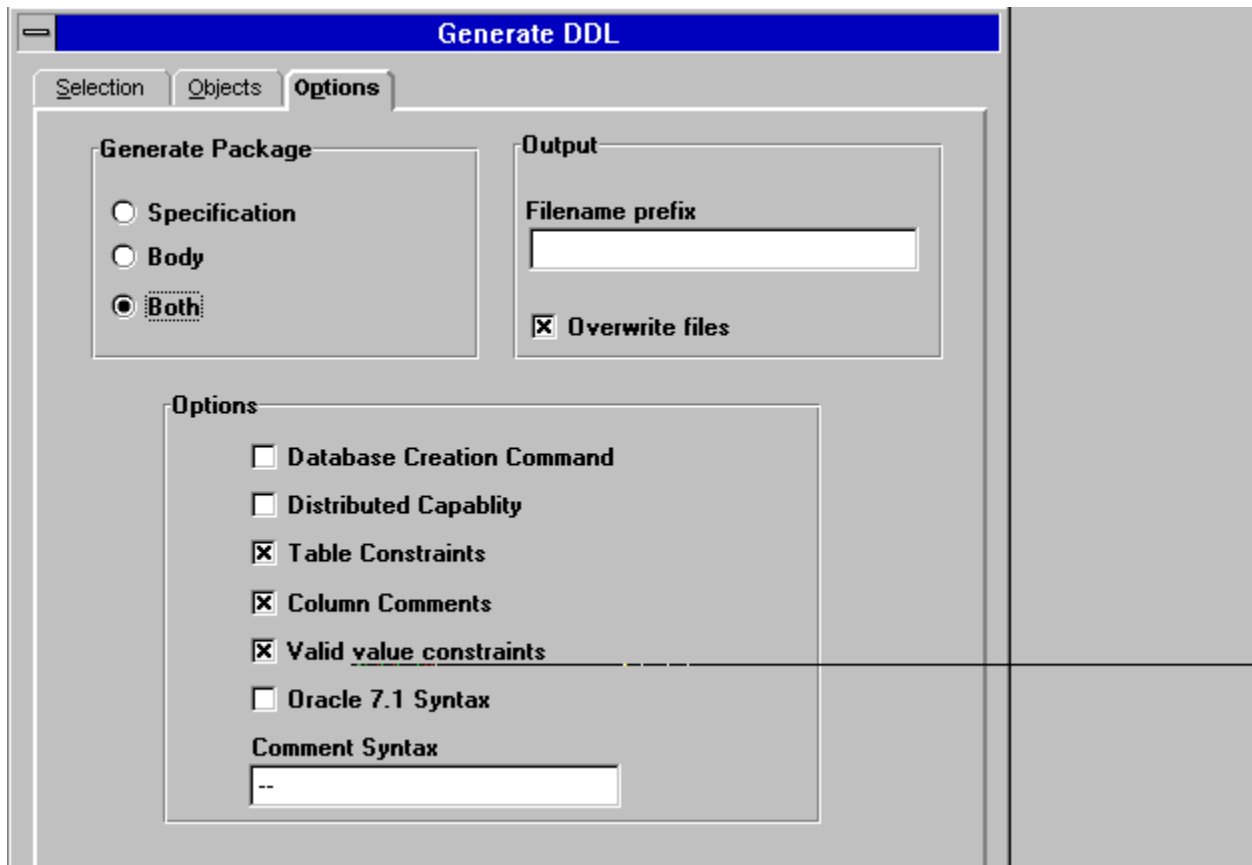 Generate DDL
Selection Objects Options
Generate Package
Specification
Body
Both
Output
Filename prefix
Overwrite files
Options
Database Creation Command
Distributed Capablity
Table Constraints
Column Comments
Valid value constraints
Oracle 7.1 Syntax
Comment Syntax
--